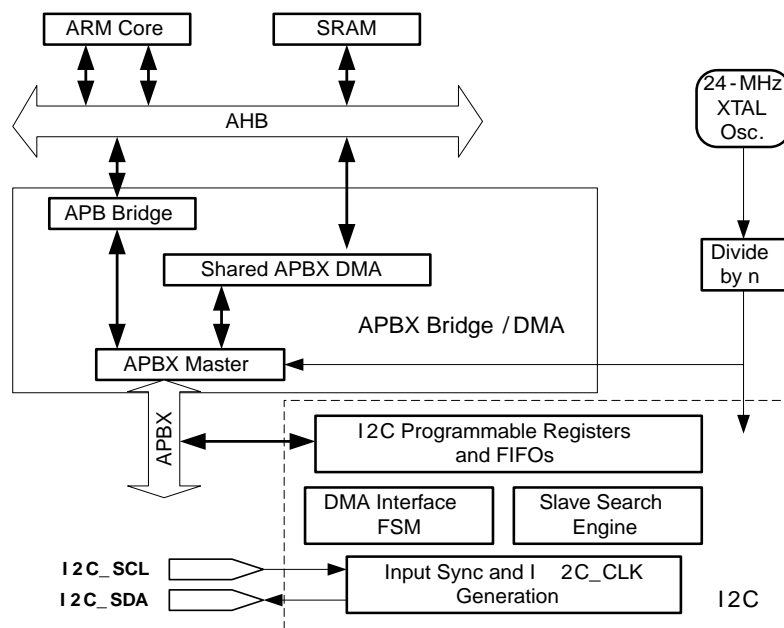 ARM Core
SRAM
24-MHz
XTAL
Osc.
AHB
APB Bridge
Shared APBX DMA
Divide
by n
APBX Bridge / DMA
APBX Master
APBX
I2C Programmable Registers
and FIFOs
DMA Interface
FSM
Slave Search
Engine
I2C_SCL
I2C_SDA
Input Sync and I 2C_CLK
Generation
I2C